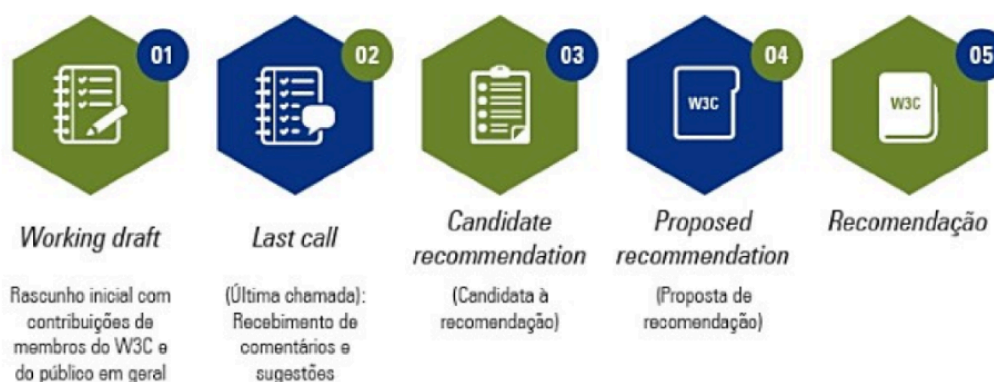 01
02
03
04
05
W3C
W3C
Working draft
Rascunho inicial com
contribuições de
membros do W3C e
do público em geral
Last call
(Última chamada):
Recebimento de
comentários e
sugestões
Candidate
recommendation
(Candidata à
recomendação)
Proposed
recommendation
(Proposta de
recomendação)
Recomendação